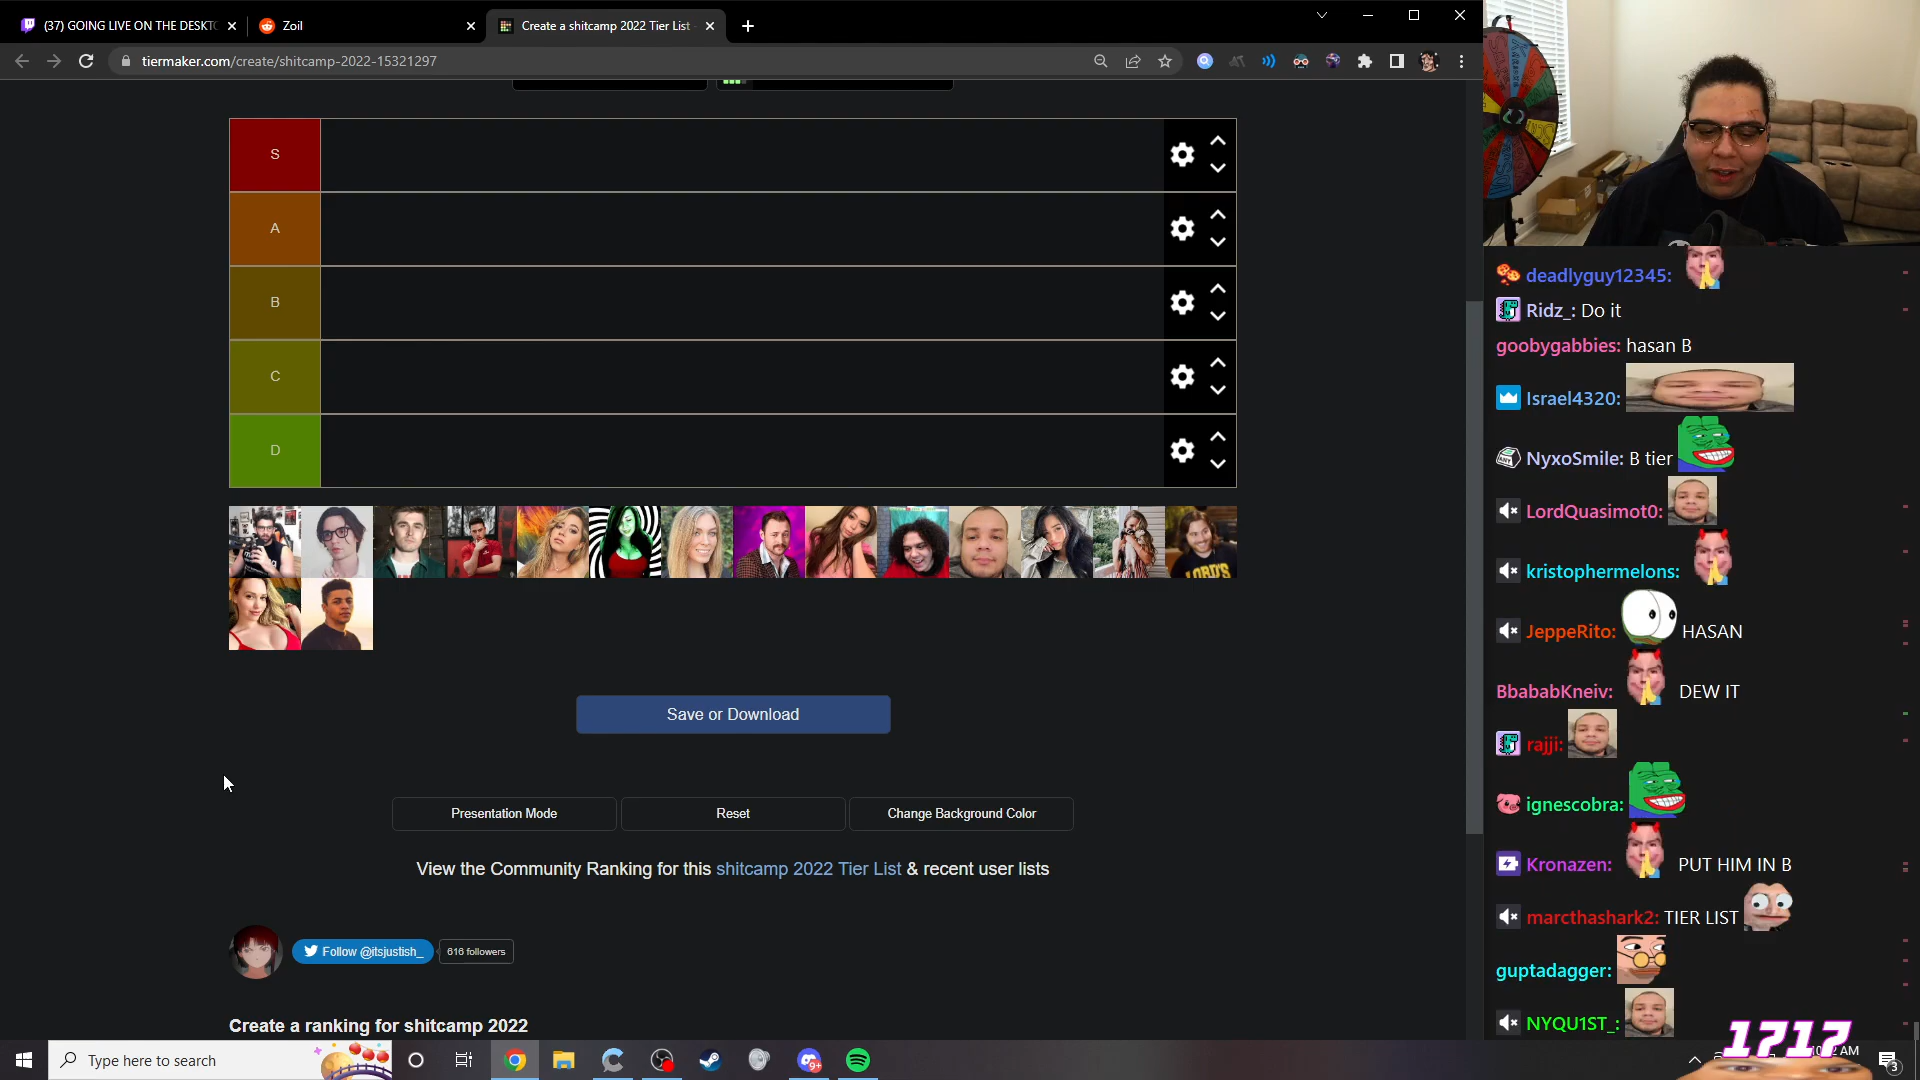 (37) GOING LIVE ON THE DESKTO
Zoil
Create a shitcamp 2022 Tier List -
tiermaker.com/create/shitcamp-2022-15321297
S
A
B
C
D
LORD'S
Save or Download
Presentation Mode
Reset
Change Background Color
View the Community Ranking for this shitcamp 2022 Tier List & recent user lists
Follow @itsjustish_
616 followers
Create a ranking for shitcamp 2022
deadlyguy12345:
Ridz_: Do it
goobygabbies: hasan B
Israel4320:
NyxoSmile: B tier
LordQuasimot0:
kristophermelons:
JeppeRito: HASAN
BbababKneiv: DEW IT
rajji:
ignescobra:
Kronazen: PUT HIM IN B
marcthashark2: TIER LIST
guptadagger:
NYQU1ST_:
Type here to search
9+
1717
AM
3